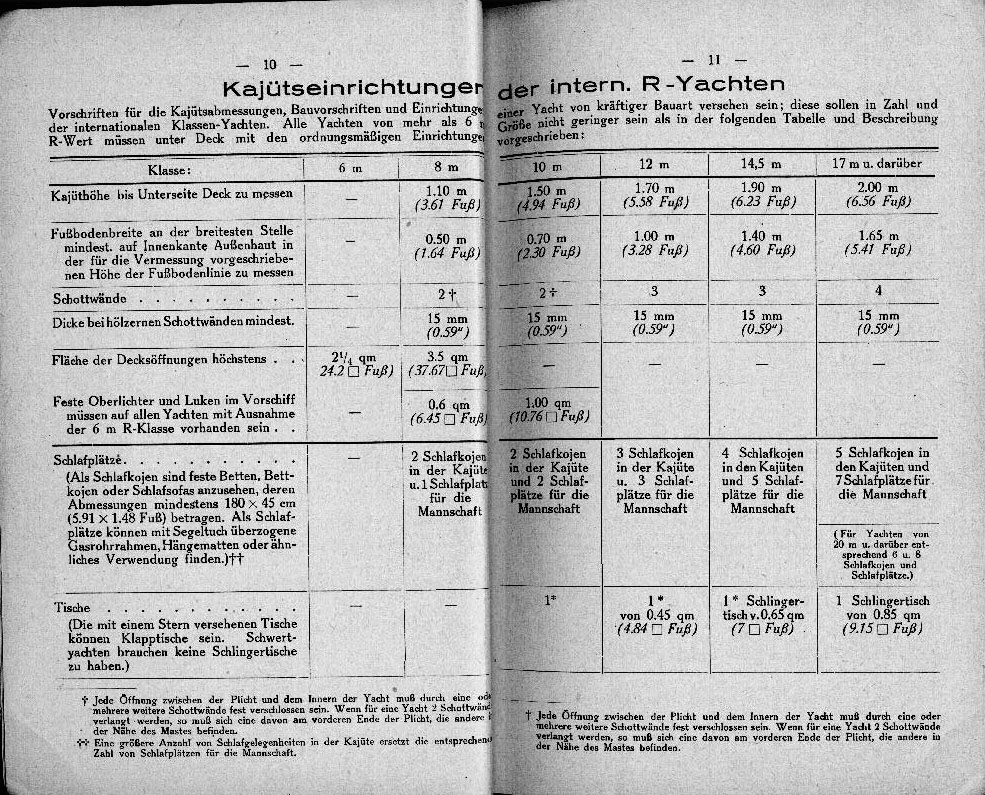 — 10 —
Kajütseinrichtungen
Vorschriften für die Kajütsabmessungen, Bauvorschriften und Einrichtunge
der internationalen Klassen-Yachten. Alle Yachten von mehr als 6
R-Wert müssen unter Deck mit den ordnungsmäßigen Einrichtunge
Klasse: 6 m 8 m
Kajüthöhe bis Unterseite Deck zu messen — 1.10 m
(3.61 Fuß)
Fußbodenbreite an der breitesten Stelle
mindest. auf Innenkante Außenhaut in — 0.50 m
der für die Vermessung vorgeschriebe- (1.64 Fuß)
nen Höhe der Fußbodenlinie zu messen
Schottwände . . . . . . . . . . — 2†
Dicke bei hölzernen Schottwänden mindest. — 15 mm
(0.59")
Fläche der Decksöffnungen höchstens . . . 2¼ qm 3.5 qm
24.2 □ Fuß) (37.67 □ Fuß,
Feste Oberlichter und Luken im Vorschiff 0.6 qm
müssen auf allen Yachten mit Ausnahme — (6.45 □ Fuß)
der 6 m R-Klasse vorhanden sein . .
Schlafplätze. . . . . . . . . . . — 2 Schlafkojen
(Als Schlafkojen sind feste Betten, Bett- in der Kajüte
kojen oder Schlafsofas anzusehen, deren u. 1 Schlafplatz
Abmessungen mindestens 180 × 45 cm für die
(5.91 × 1.48 Fuß) betragen. Als Schlaf- Mannschaft
plätze können mit Segeltuch überzogene
Gasrohrrahmen, Hängematten oder ähn-
liches Verwendung finden.)††
Tische . . . . . . . . . . . . — —
(Die mit einem Stern versehenen Tische
können Klapptische sein. Schwert-
yachten brauchen keine Schlingertische
zu haben.)
† Jede Öffnung zwischen der Plicht und dem Innern der Yacht muß durch eine ode
mehrere weitere Schottwände fest verschlossen sein. Wenn für eine Yacht 2 Schottwänd
verlangt werden, so muß sich eine davon am vorderen Ende der Plicht, die andere i
der Nähe des Mastes befinden.
†† Eine größere Anzahl von Schlafgelegenheiten in der Kajüte ersetzt die entsprechend
Zahl von Schlafplätzen für die Mannschaft.
— 11 —
der intern. R-Yachten
einer Yacht von kräftiger Bauart versehen sein; diese sollen in Zahl und
Größe nicht geringer sein als in der folgenden Tabelle und Beschreibung
vorgeschrieben:
10 m 12 m 14,5 m 17 m u. darüber
1.50 m 1.70 m 1.90 m 2.00 m
(4.94 Fuß) (5.58 Fuß) (6.23 Fuß) (6.56 Fuß)
0.70 m 1.00 m 1.40 m 1.65 m
(2.30 Fuß) (3.28 Fuß) (4.60 Fuß) (5.41 Fuß)
2† 3 3 4
15 mm 15 mm 15 mm 15 mm
(0.59") (0.59") (0.59") (0.59")
— — — —
1.00 qm
(10.76 □ Fuß)
2 Schlafkojen 3 Schlafkojen 4 Schlafkojen 5 Schlafkojen in
in der Kajüte in der Kajüte in den Kajüten den Kajüten und
und 2 Schlaf- u. 3 Schlaf- und 5 Schlaf- 7 Schlafplätze für
plätze für die plätze für die plätze für die die Mannschaft
Mannschaft Mannschaft Mannschaft
(Für Yachten von
20 m u. darüber ent-
sprechend 6 u. 8
Schlafkojen und
Schlafplätze.)
1* 1* 1* Schlinger- 1 Schlingertisch
von 0.45 qm tisch v. 0.65 qm von 0.85 qm
(4.84 □ Fuß) (7 □ Fuß) (9.15 □ Fuß)
† Jede Öffnung zwischen der Plicht und dem Innern der Yacht muß durch eine oder
mehrere weitere Schottwände fest verschlossen sein. Wenn für eine Yacht 2 Schottwände
verlangt werden, so muß sich eine davon am vorderen Ende der Plicht, die andere in
der Nähe des Mastes befinden.